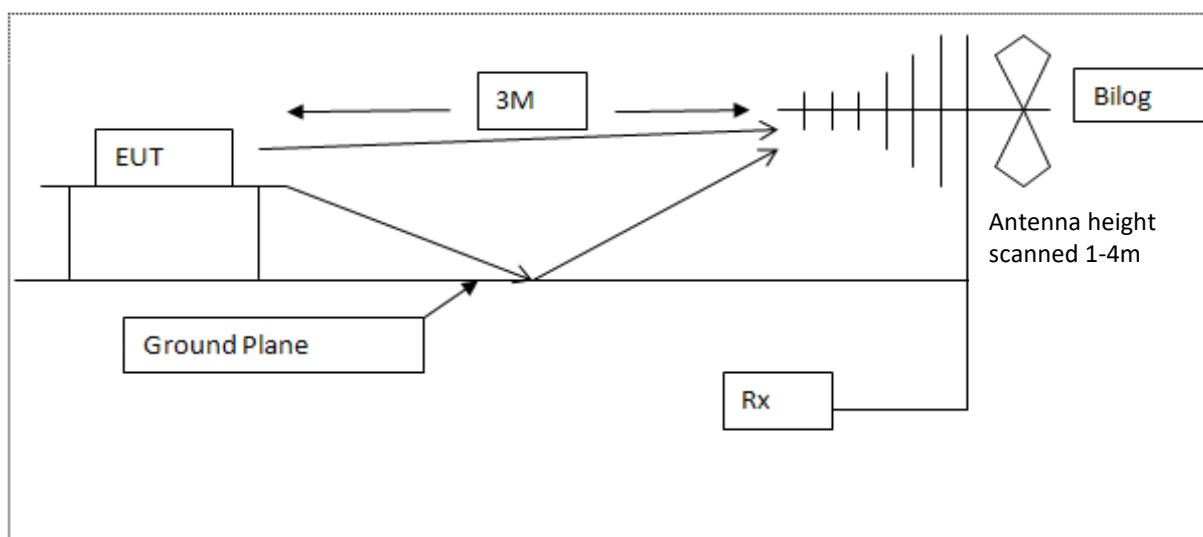 3M
Bilog
EUT
Antenna height
scanned 1-4m
Ground Plane
Rx